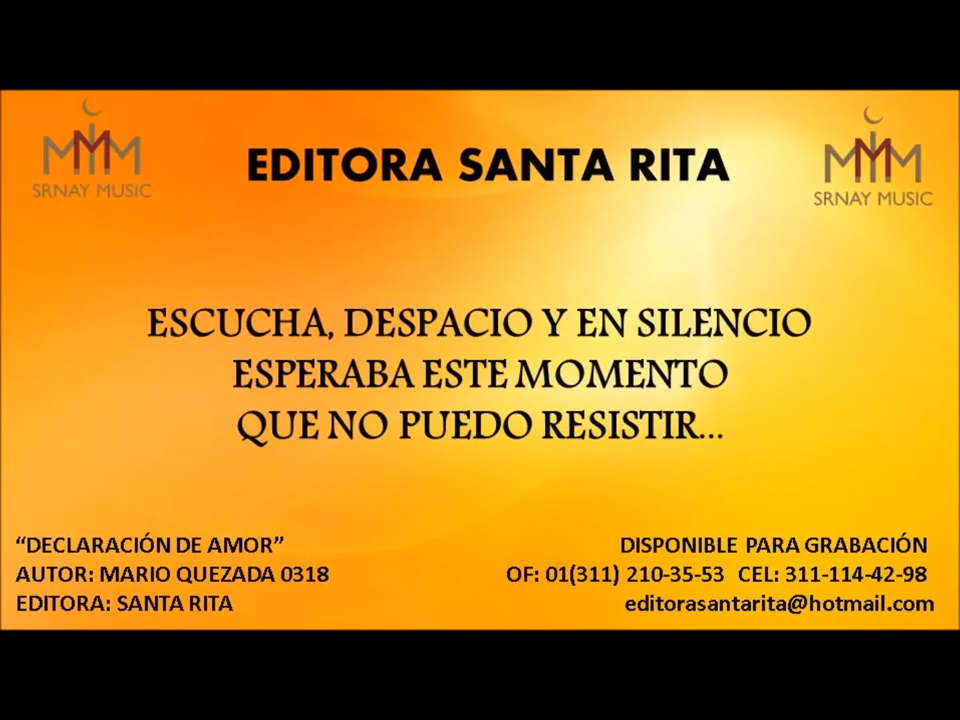 MMM
SRNAY MUSIC
EDITORA SANTA RITA
MMM
SRNAY MUSIC
ESCUCHA, DESPACIO Y EN SILENCIO
ESPERABA ESTE MOMENTO
QUE NO PUEDO RESISTIR...
“DECLARACIÓN DE AMOR”
AUTOR: MARIO QUEZADA 0318
EDITORA: SANTA RITA
DISPONIBLE PARA GRABACIÓN
OF: 01(311) 210-35-53 CEL: 311-114-42-98
editorasantarita@hotmail.com